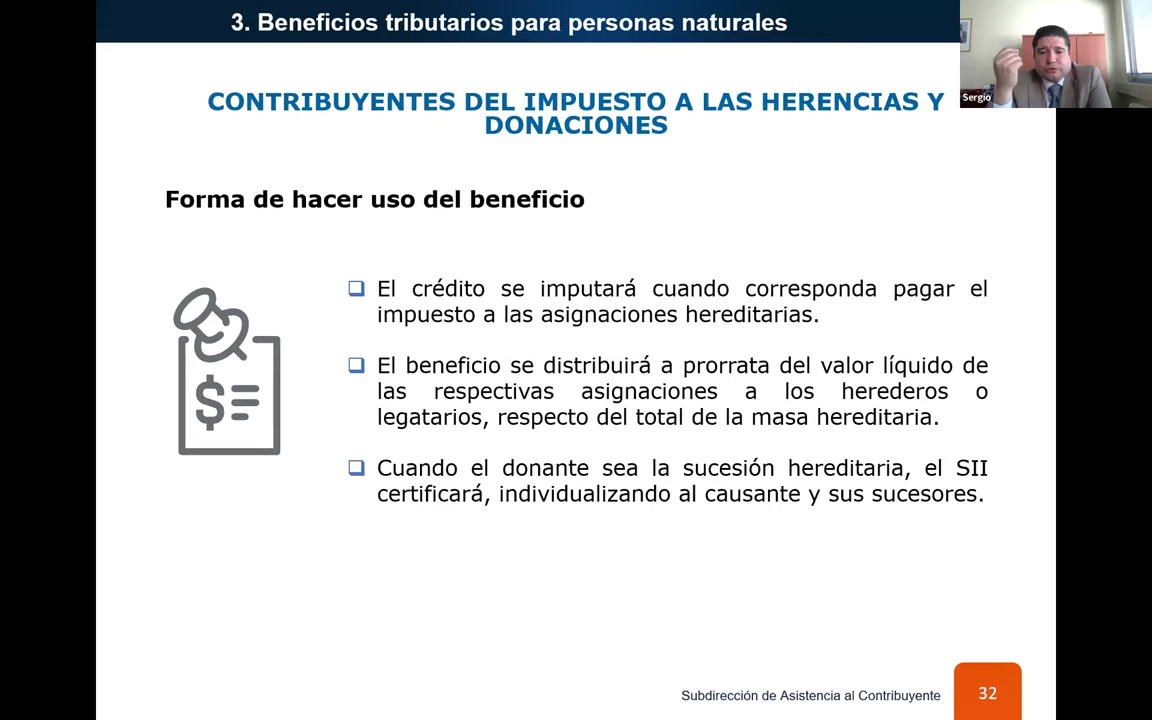 3. Beneficios tributarios para personas naturales
Sergio
CONTRIBUYENTES DEL IMPUESTO A LAS HERENCIAS Y
DONACIONES
Forma de hacer uso del beneficio
El crédito se imputará cuando corresponda pagar el
impuesto a las asignaciones hereditarias.
El beneficio se distribuirá a prorrata del valor líquido de
las respectivas asignaciones a los herederos o
legatarios, respecto del total de la masa hereditaria.
Cuando el donante sea la sucesión hereditaria, el SII
certificará, individualizando al causante y sus sucesores.
$
Subdirección de Asistencia al Contribuyente
32